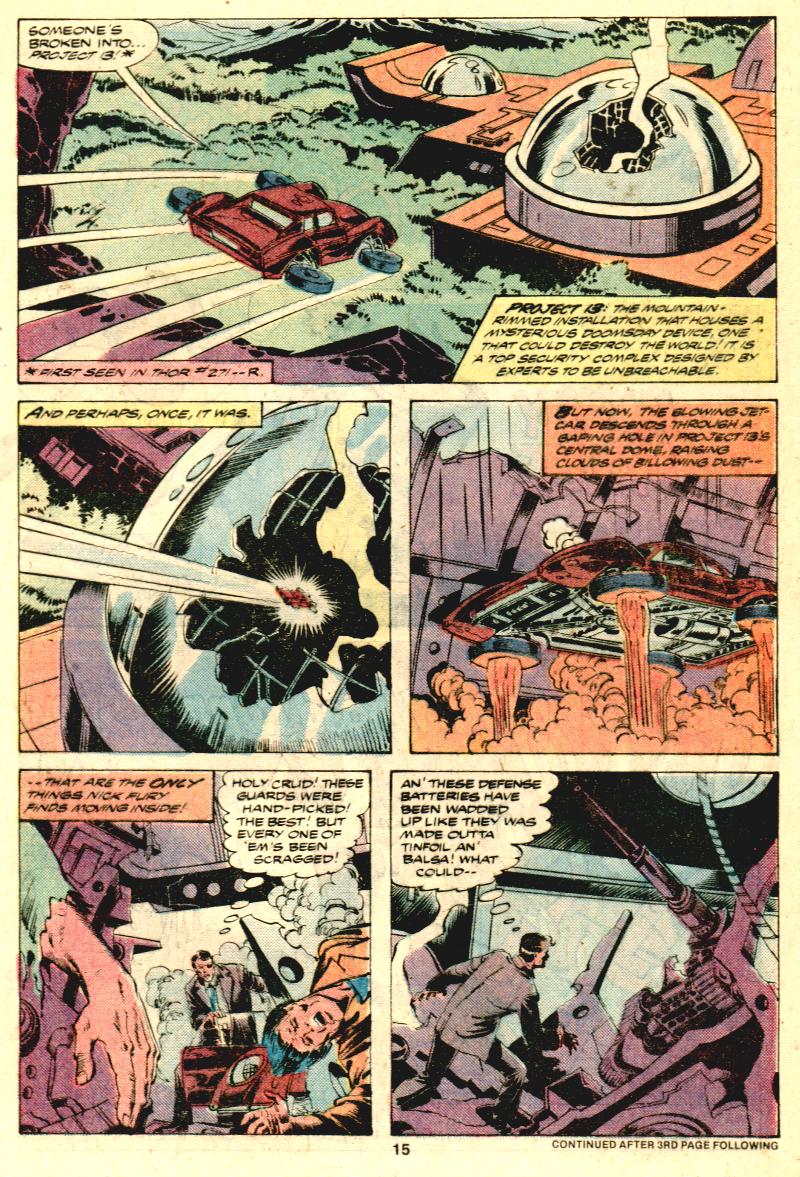 SOMEONE'S
BROKEN INTO...
PROJECT 13!*
PROJECT 13: THE MOUNTAIN-
RIMMED INSTALLATION THAT HOUSES A
MYSTERIOUS DOOMSDAY DEVICE, ONE
THAT COULD DESTROY THE WORLD! IT IS
A TOP SECURITY COMPLEX DESIGNED BY
EXPERTS TO BE UNBREACHABLE.
* FIRST SEEN IN THOR #271--R.
AND PERHAPS, ONCE, IT WAS.
BUT NOW, THE GLOWING JET-
CAR DESCENDS THROUGH A
GAPING HOLE IN PROJECT 13'S
CENTRAL DOME, RAISING
CLOUDS OF BILLOWING DUST--
--THAT ARE THE ONLY
THINGS NICK FURY
FINDS MOVING INSIDE!
HOLY CRUD! THESE
GUARDS WERE
HAND-PICKED!
THE BEST! BUT
EVERY ONE OF
'EM'S BEEN
SCRAGGED!
AN' THESE DEFENSE
BATTERIES HAVE
BEEN WADDED
UP LIKE THEY WAS
MADE OUTTA
TINFOIL AN'
BALSA! WHAT
COULD--
15
CONTINUED AFTER 3RD PAGE FOLLOWING